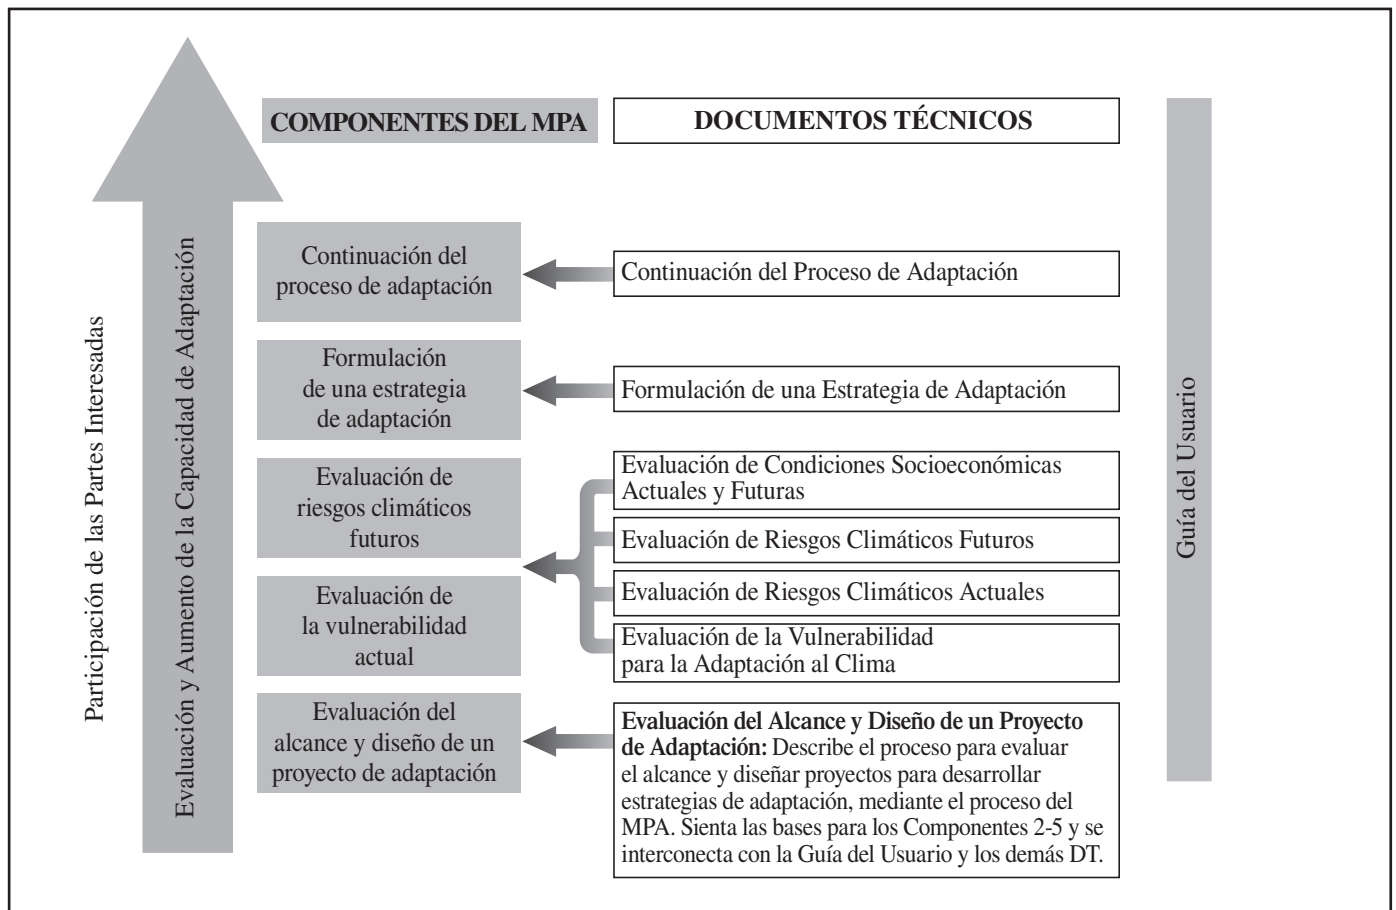 COMPONENTES DEL MPA
DOCUMENTOS TÉCNICOS
Participación de las Partes Interesadas
Evaluación y Aumento de la Capacidad de Adaptación
Continuación del
proceso de adaptación
Continuación del Proceso de Adaptación
Formulación
de una estrategia
de adaptación
Formulación de una Estrategia de Adaptación
Evaluación de
riesgos climáticos
futuros
Evaluación de
la vulnerabilidad
actual
Evaluación de Condiciones Socioeconómicas
Actuales y Futuras
Evaluación de Riesgos Climáticos Futuros
Evaluación de Riesgos Climáticos Actuales
Evaluación de la Vulnerabilidad
para la Adaptación al Clima
Evaluación del
alcance y diseño de un
proyecto de adaptación
Evaluación del Alcance y Diseño de un Proyecto
de Adaptación: Describe el proceso para evaluar
el alcance y diseñar proyectos para desarrollar
estrategias de adaptación, mediante el proceso del
MPA. Sienta las bases para los Componentes 2-5 y se
interconecta con la Guía del Usuario y los demás DT.
Guía del Usuario